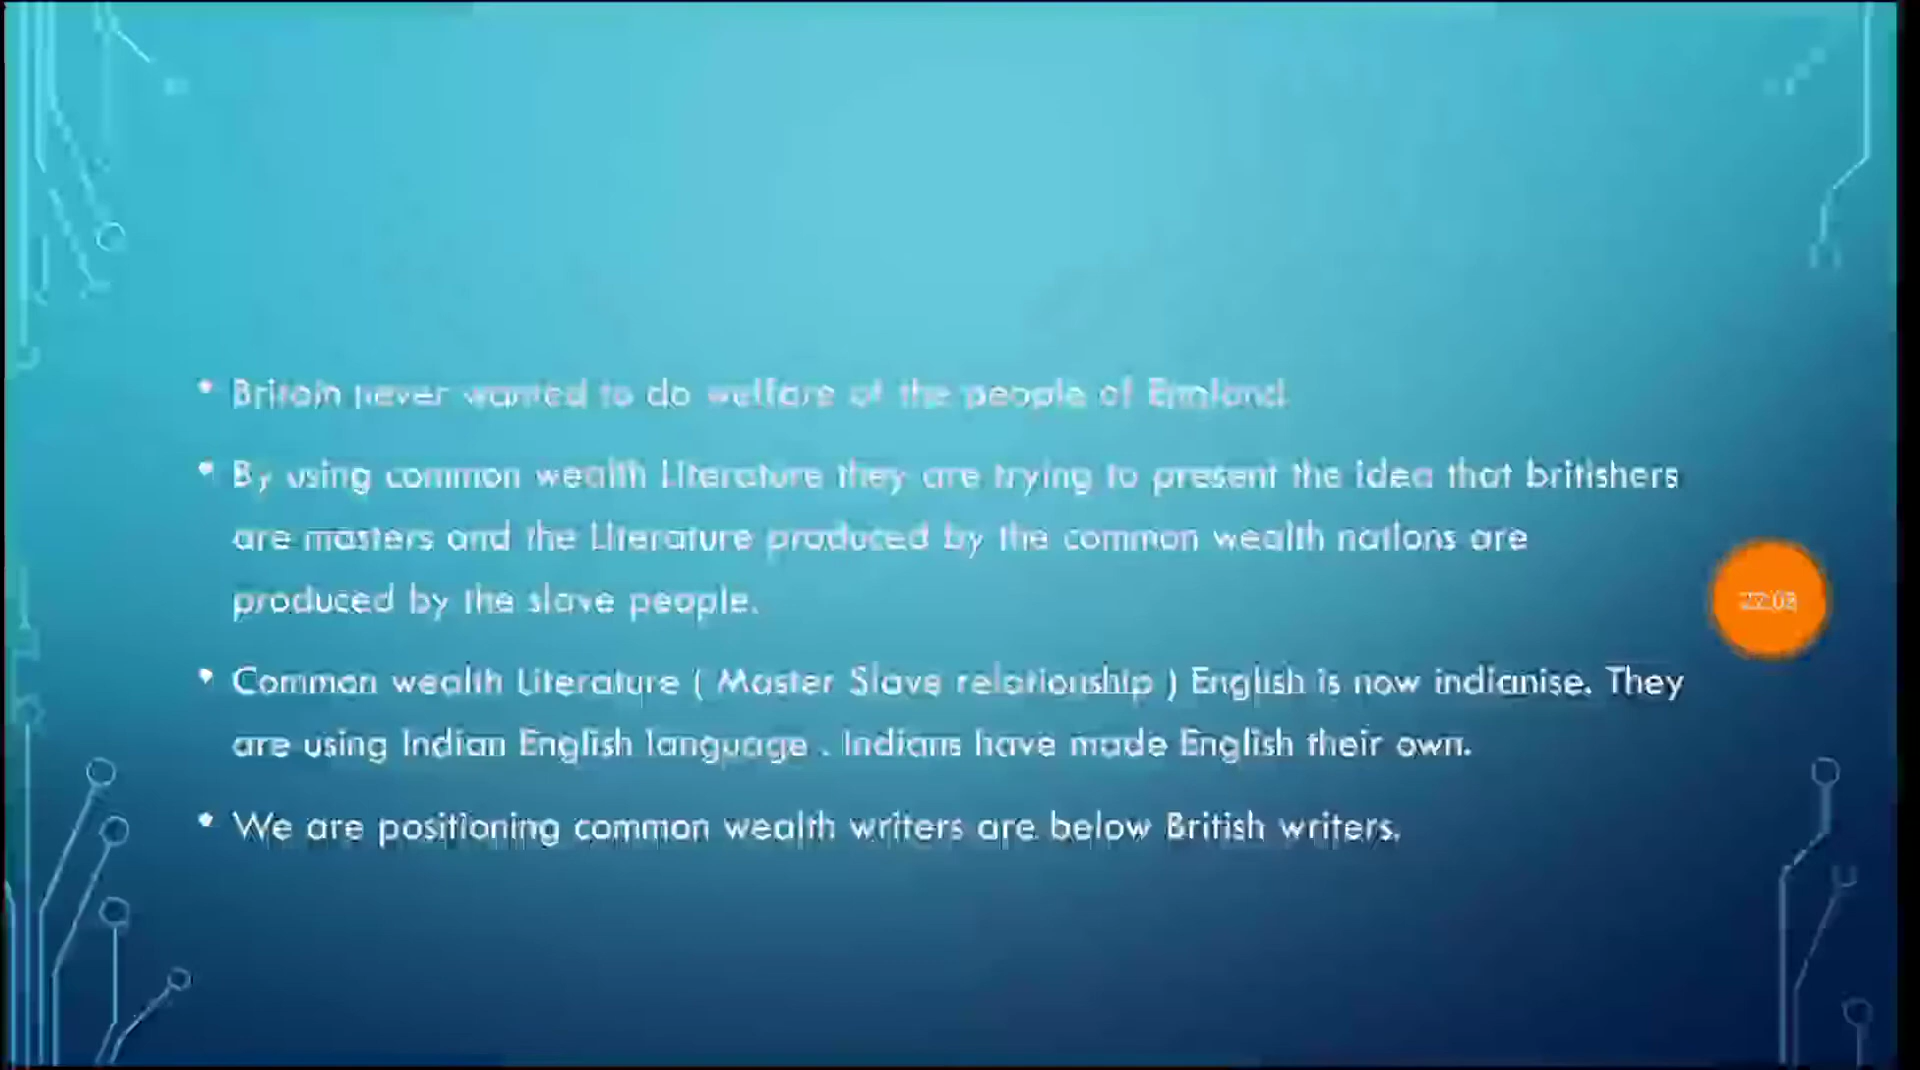 • Britain never wanted to do welfare of the people of England
• By using common wealth Literature they are trying to present the idea that britishers
are masters and the Literature produced by the common wealth nations are
produced by the slave people.
• Common wealth Literature ( Master Slave relationship ) English is now indianise. They
are using Indian English language . Indians have made English their own.
• We are positioning common wealth writers are below British writers.
22:03